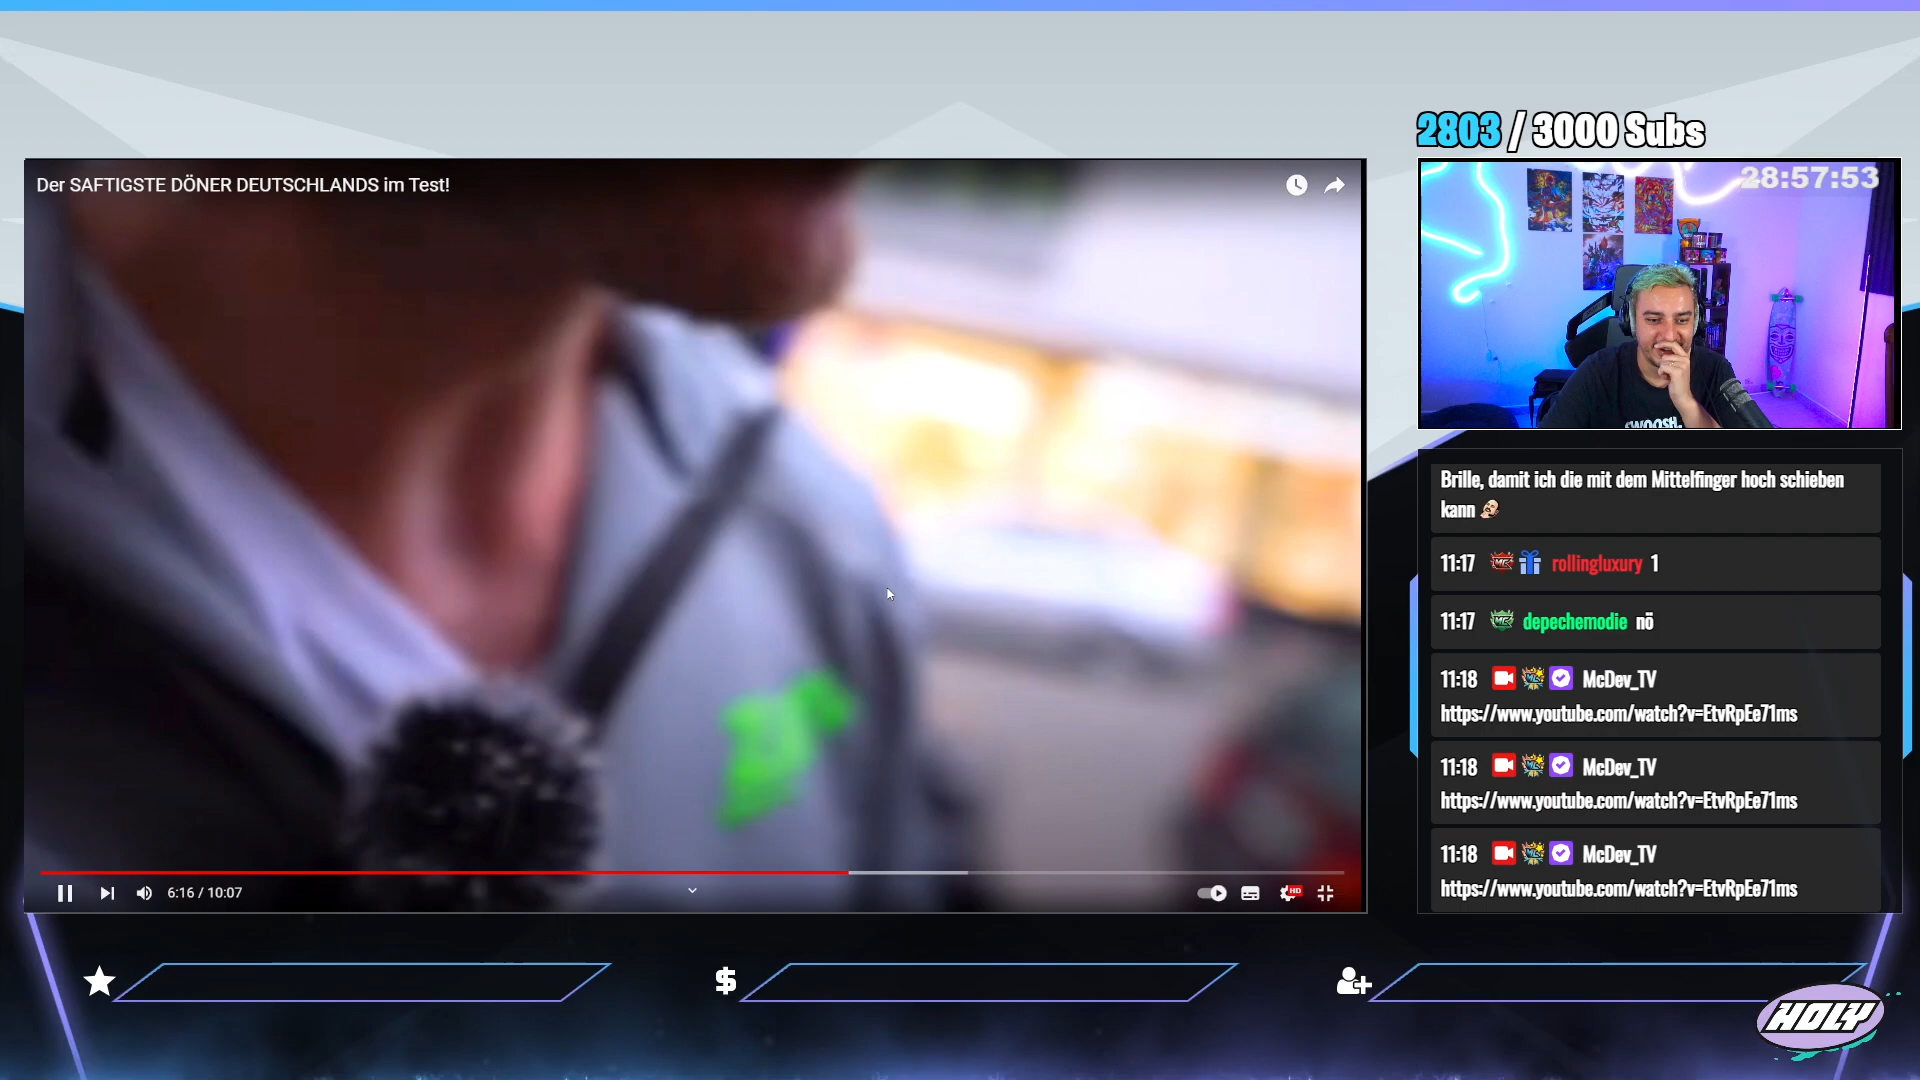 2803 / 3000 Subs
Der SAFTIGSTE DÖNER DEUTSCHLANDS im Test!
28:57:53
SWOOSH.
Brille, damit ich die mit dem Mittelfinger hoch schieben
kann
11:17 rollingluxury 1
11:17 depechemodie nö
11:18 McDev_TV
https://www.youtube.com/watch?v=EtvRpEe71ms
11:18 McDev_TV
https://www.youtube.com/watch?v=EtvRpEe71ms
11:18 McDev_TV
https://www.youtube.com/watch?v=EtvRpEe71ms
6:16 / 10:07
HD
$
HOLY